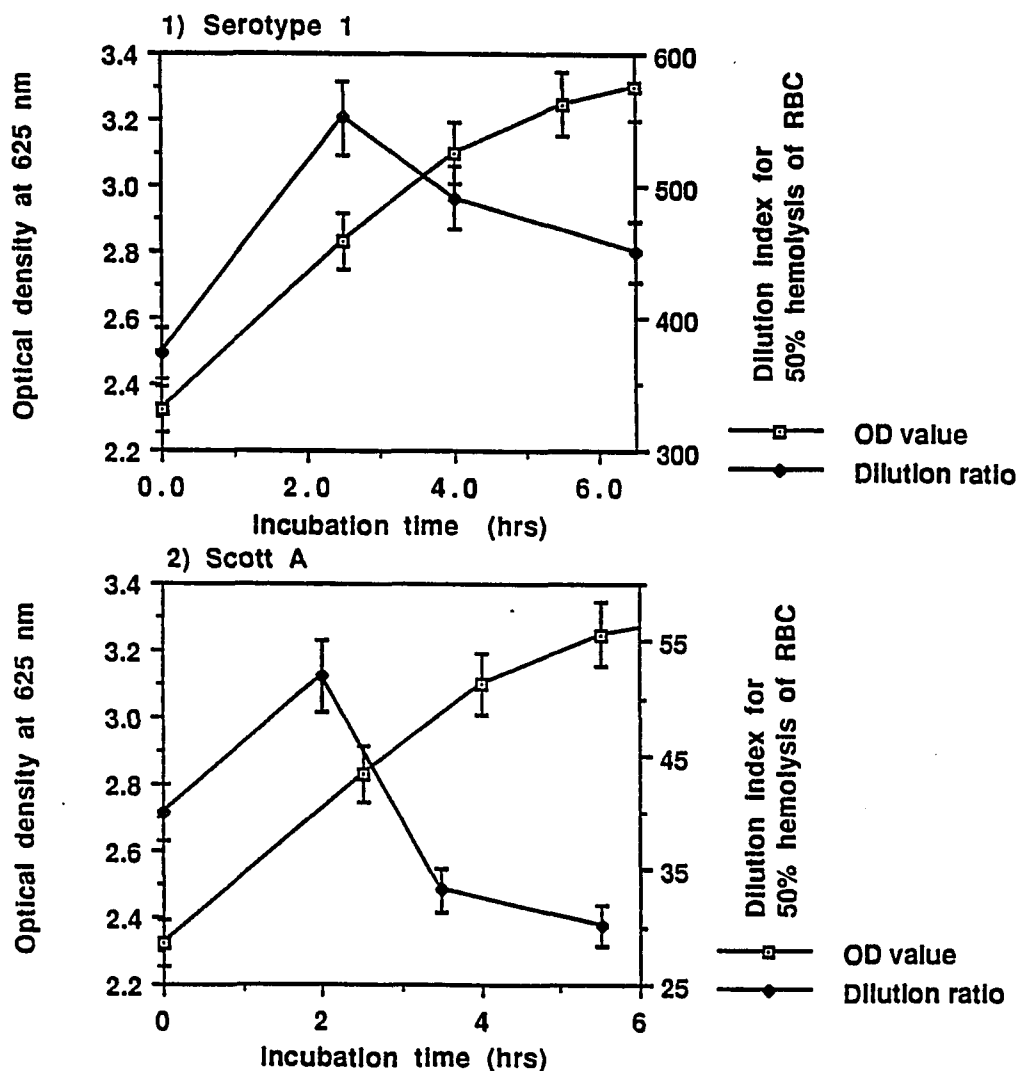 1) Serotype 1
Optical density at 625 nm
3.4
3.2
3.0
2.8
2.6
2.4
2.2
600
500
400
300
Dilution Index for
50% hemolysis of RBC
0.0 2.0 4.0 6.0
Incubation time (hrs)
OD value
Dilution ratio
2) Scott A
Optical density at 625 nm
3.4
3.2
3.0
2.8
2.6
2.4
2.2
55
45
35
25
Dilution Index for
50% hemolysis of RBC
0 2 4 6
Incubation time (hrs)
OD value
Dilution ratio